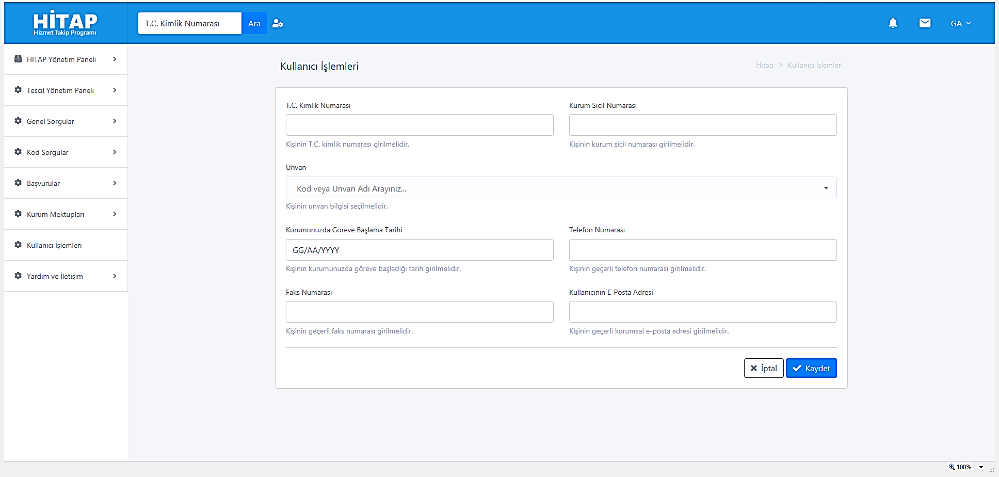 HİTAP
Hizmet Takip Programı
T.C. Kimlik Numarası
Ara
GA
HİTAP Yönetim Paneli
Tescil Yönetim Paneli
Genel Sorgular
Kod Sorgular
Başvurular
Kurum Mektupları
Kullanıcı İşlemleri
Yardım ve İletişim
Kullanıcı İşlemleri
Hitap > Kullanıcı İşlemleri
T.C. Kimlik Numarası
Kişinin T.C. kimlik numarası girilmelidir.
Kurum Sicil Numarası
Kişinin kurum sicil numarası girilmelidir.
Unvan
Kod veya Unvan Adı Arayınız...
Kişinin unvan bilgisi seçilmelidir.
Kurumunuzda Göreve Başlama Tarihi
GG/AA/YYYY
Kişinin kurumunuzda göreve başladığı tarih girilmelidir.
Telefon Numarası
Kişinin geçerli telefon numarası girilmelidir.
Faks Numarası
Kişinin geçerli faks numarası girilmelidir.
Kullanıcının E-Posta Adresi
Kişinin geçerli kurumsal e-posta adresi girilmelidir.
İptal
Kaydet
100%